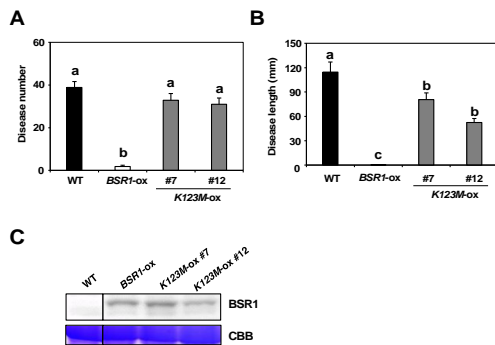 A
Disease number
60
40
20
0
a
b
a
a
WT
BSR1-ox
#7
#12
K123M-ox
B
Disease length (mm)
150
120
90
60
30
0
a
c
b
b
WT
BSR1-ox
#7
#12
K123M-ox
C
WT
BSR1-ox
K123M-ox #7
K123M-ox #12
BSR1
CBB